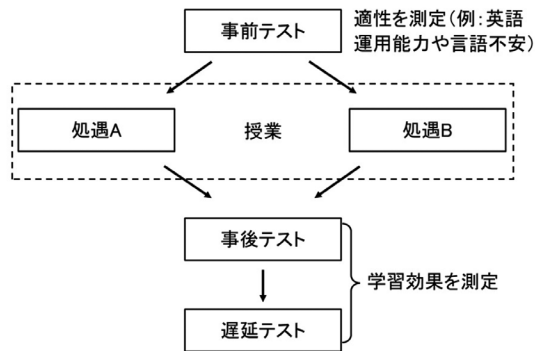 事前テスト
適性を測定(例:英語
運用能力や言語不安)
処遇A
授業
処遇B
事後テスト
学習効果を測定
遅延テスト